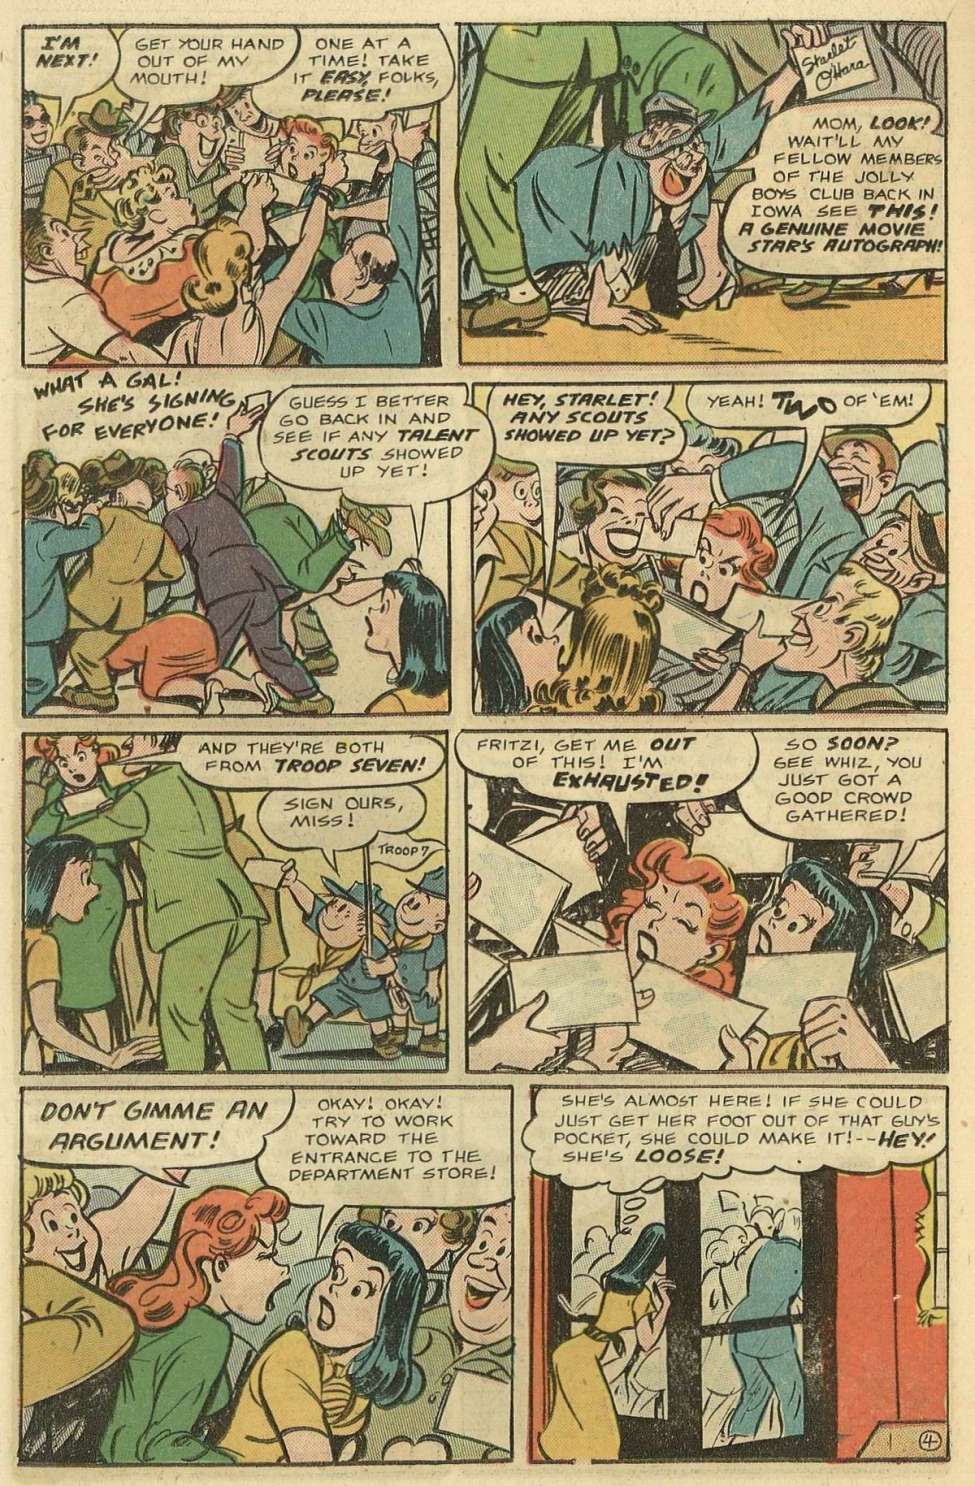 I'M
NEXT!
GET YOUR HAND
OUT OF MY
MOUTH!
ONE AT A
TIME! TAKE
IT EASY, FOLKS,
PLEASE!
Starlet
O'Hara
MOM, LOOK!
WAIT'LL MY
FELLOW MEMBERS
OF THE JOLLY
BOYS CLUB BACK IN
IOWA SEE THIS!
A GENUINE MOVIE
STAR'S AUTOGRAPH!
WHAT A GAL!
SHE'S SIGNING
FOR EVERYONE!
GUESS I BETTER
GO BACK IN AND
SEE IF ANY TALENT
SCOUTS SHOWED
UP YET!
HEY, STARLET!
ANY SCOUTS
SHOWED UP YET?
YEAH! TWO OF 'EM!
AND THEY'RE BOTH
FROM TROOP SEVEN!
SIGN OURS,
MISS!
TROOP 7
FRITZI, GET ME OUT
OF THIS! I'M
EXHAUSTED!
SO SOON?
GEE WHIZ, YOU
JUST GOT A
GOOD CROWD
GATHERED!
DON'T GIMME AN
ARGUMENT!
OKAY! OKAY!
TRY TO WORK
TOWARD THE
ENTRANCE TO THE
DEPARTMENT STORE!
SHE'S ALMOST HERE! IF SHE COULD
JUST GET HER FOOT OUT OF THAT GUY'S
POCKET, SHE COULD MAKE IT!--HEY!
SHE'S LOOSE!
4